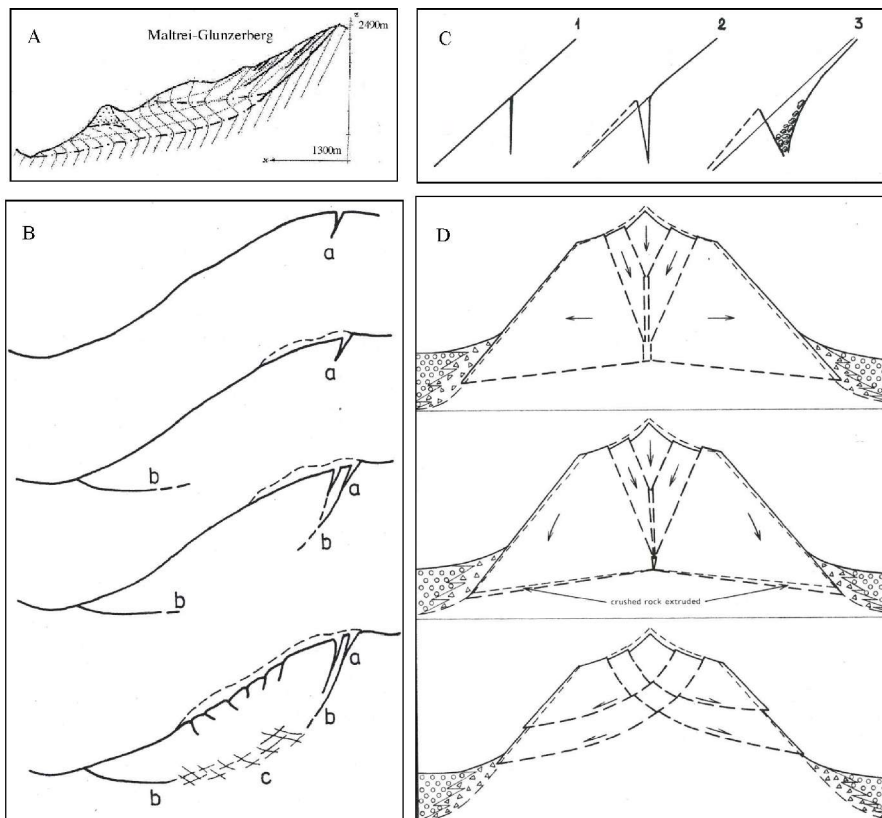 A
Maltrei-Glunzerberg
z
2490m
1300m
x
B
a
a
b
a
b
b
a
b
b
c
C
1
2
3
D
crushed rock extruded